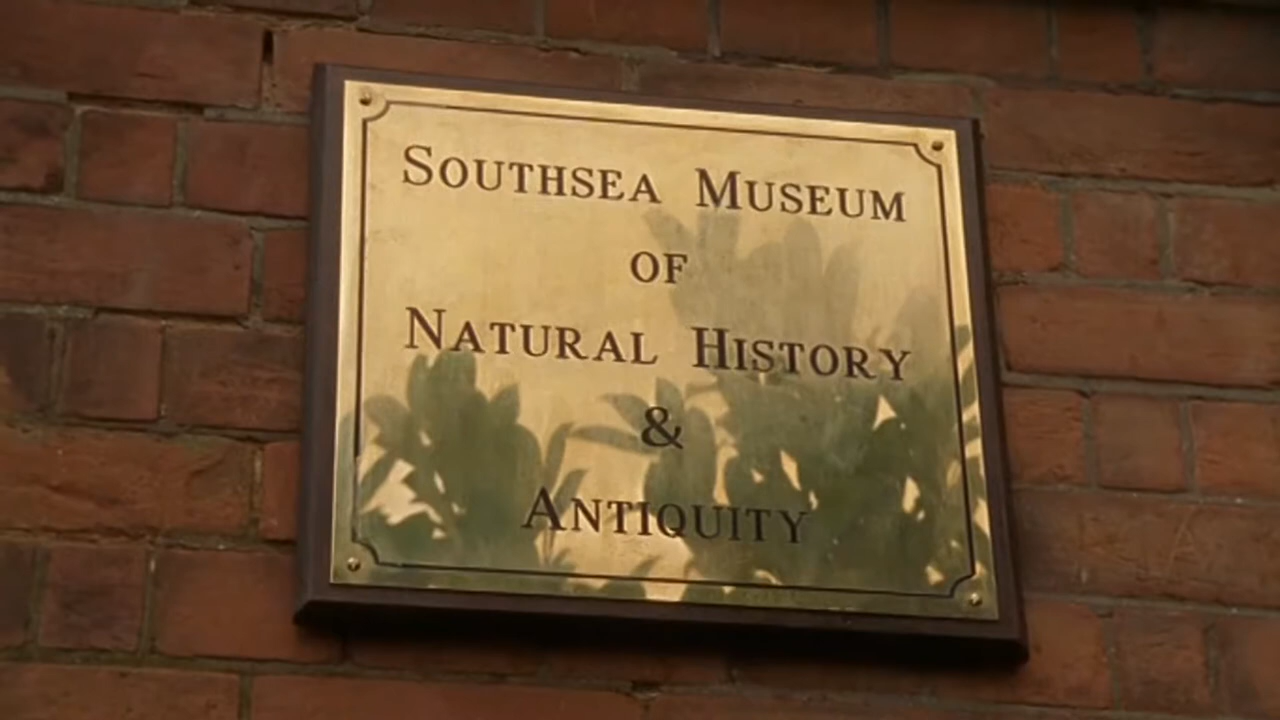 SOUTHSEA MUSEUM
OF
NATURAL HISTORY
&
ANTIQUITY